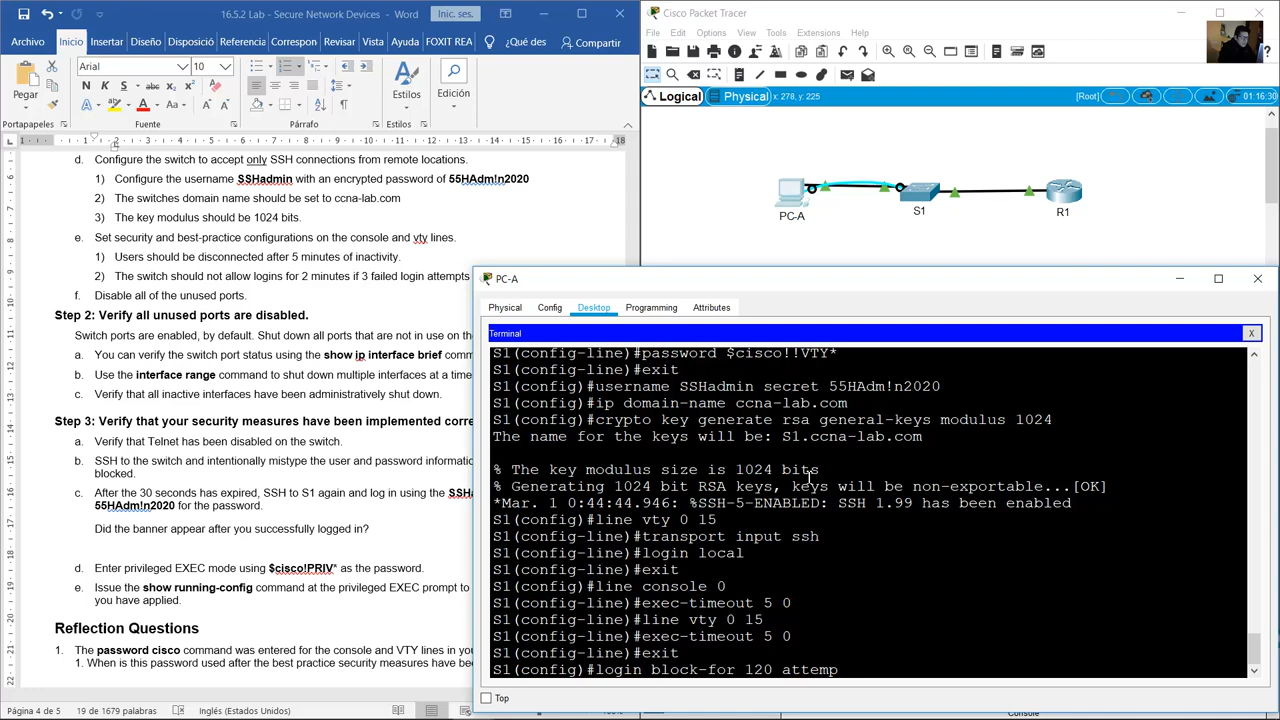 16.5.2 Lab - Secure Network Devices - Word
Inic. ses.
Archivo Inicio Insertar Diseño Disposició Referencia Correspon Revisar Vista Ayuda FOXIT REA ¿Qué des Compartir
Pegar
Arial 10
N K S abc x₂ x²
Estilos
Edición
Portapapeles Fuente Párrafo Estilos
d. Configure the switch to accept only SSH connections from remote locations.
1) Configure the username SSHadmin with an encrypted password of 55HAdm!n2020
The switches domain name should be set to ccna-lab.com
3) The key modulus should be 1024 bits.
e. Set security and best-practice configurations on the console and vty lines.
1) Users should be disconnected after 5 minutes of inactivity.
2) The switch should not allow logins for 2 minutes if 3 failed login attempts
f. Disable all of the unused ports.
Step 2: Verify all unused ports are disabled.
Switch ports are enabled, by default. Shut down all ports that are not in use on the
a. You can verify the switch port status using the show ip interface brief comm
b. Use the interface range command to shut down multiple interfaces at a time
c. Verify that all inactive interfaces have been administratively shut down.
Step 3: Verify that your security measures have been implemented corre
a. Verify that Telnet has been disabled on the switch.
b. SSH to the switch and intentionally mistype the user and password informatio
blocked.
c. After the 30 seconds has expired, SSH to S1 again and log in using the SSHa
55HAdm!n2020 for the password.
Did the banner appear after you successfully logged in?
d. Enter privileged EXEC mode using $cisco!PRIV* as the password.
e. Issue the show running-config command at the privileged EXEC prompt to
you have applied.
Reflection Questions
1. The password cisco command was entered for the console and VTY lines in you
1. When is this password used after the best practice security measures have bee
Página 4 de 5 19 de 1679 palabras Inglés (Estados Unidos)
Cisco Packet Tracer
File Edit Options View Tools Extensions Help
Logical Physical x: 278, y: 225 [Root] 01:16:30
PC-A
S1
R1
PC-A
Physical Config Desktop Programming Attributes
Terminal X
S1(config-line)#password $cisco!!VTY*
S1(config-line)#exit
S1(config)#username SSHadmin secret 55HAdm!n2020
S1(config)#ip domain-name ccna-lab.com
S1(config)#crypto key generate rsa general-keys modulus 1024
The name for the keys will be: S1.ccna-lab.com
% The key modulus size is 1024 bits
% Generating 1024 bit RSA keys, keys will be non-exportable...[OK]
*Mar. 1 0:44:44.946: %SSH-5-ENABLED: SSH 1.99 has been enabled
S1(config)#line vty 0 15
S1(config-line)#transport input ssh
S1(config-line)#login local
S1(config-line)#exit
S1(config)#line console 0
S1(config-line)#exec-timeout 5 0
S1(config-line)#line vty 0 15
S1(config-line)#exec-timeout 5 0
S1(config-line)#exit
S1(config)#login block-for 120 attemp
Top
Console